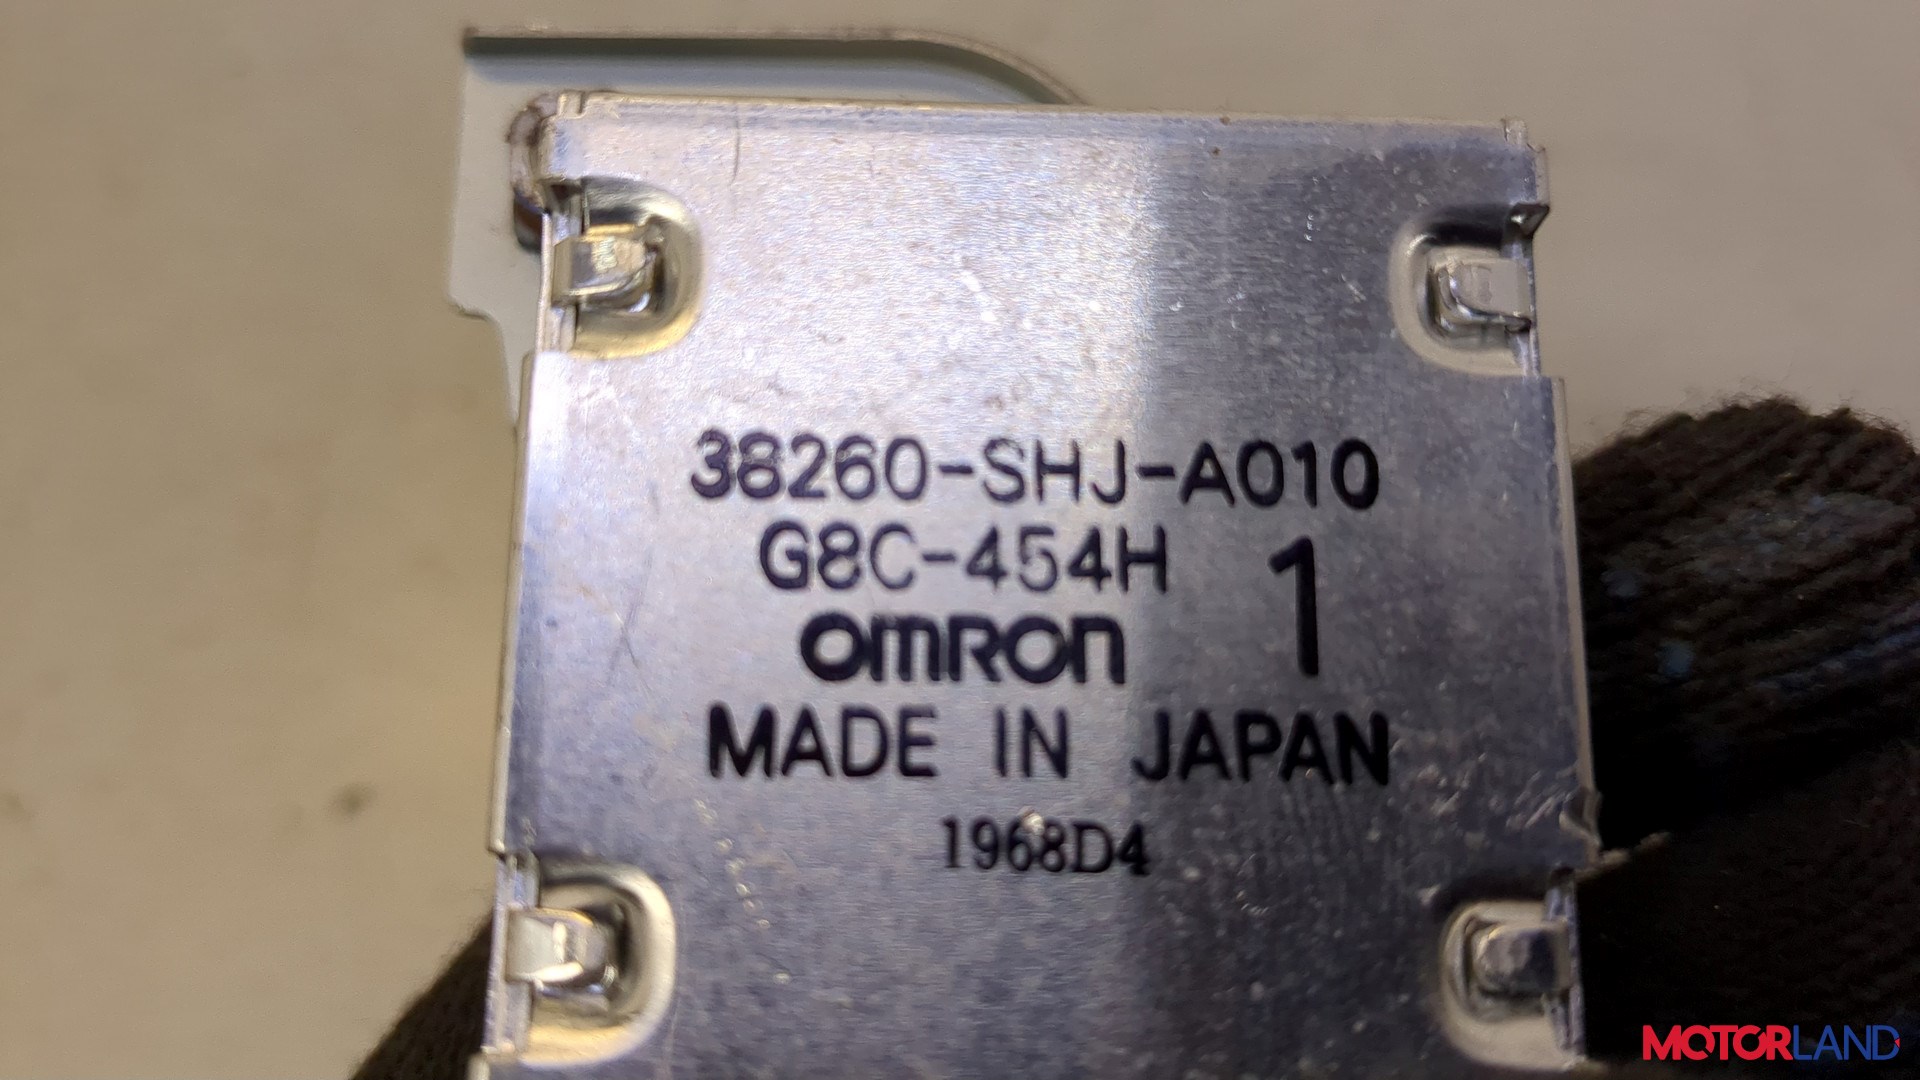 38260-SHJ-A010
G8C-454H 1
omron
MADE IN JAPAN
1968D4
MOTORLAND